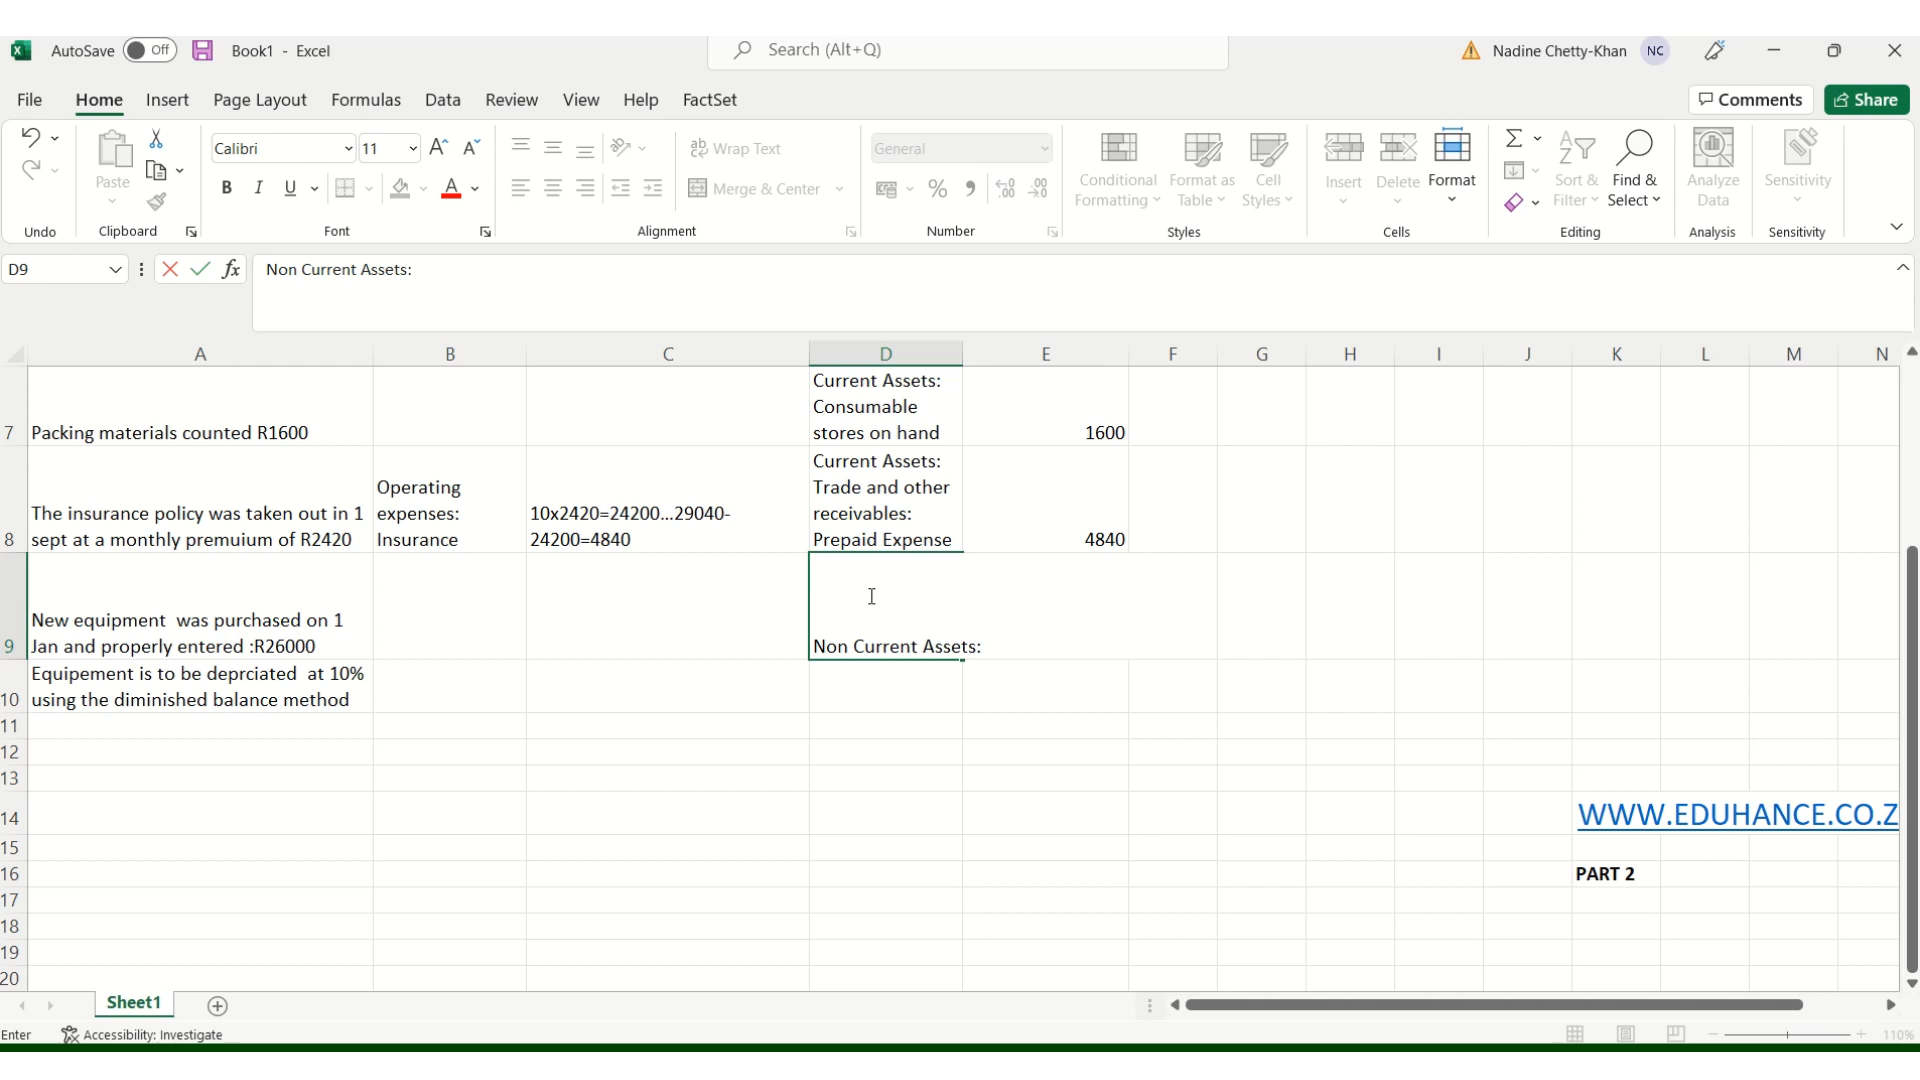 AutoSave Off Book1 - Excel Search (Alt+Q) Nadine Chetty-Khan NC
File Home Insert Page Layout Formulas Data Review View Help FactSet Comments Share
Calibri 11 Wrap Text General
Paste Merge & Center Conditional Formatting Format as Table Cell Styles Insert Delete Format Sort & Filter Find & Select Analyze Data Sensitivity
Undo Clipboard Font Alignment Number Styles Cells Editing Analysis Sensitivity
D9 fx Non Current Assets:
A B C D E F G H I J K L M N
Current Assets:
Consumable
7 Packing materials counted R1600 stores on hand 1600
Current Assets:
Operating Trade and other
The insurance policy was taken out in 1 expenses: 10x2420=24200...29040- receivables:
8 sept at a monthly premuium of R2420 Insurance 24200=4840 Prepaid Expense 4840
New equipment was purchased on 1
9 Jan and properly entered :R26000 Non Current Assets:
Equipement is to be deprciated at 10%
10 using the diminished balance method
11
12
13
14 WWW.EDUHANCE.CO.Z
15
16 PART 2
17
18
19
20
Sheet1
Enter Accessibility: Investigate 110%